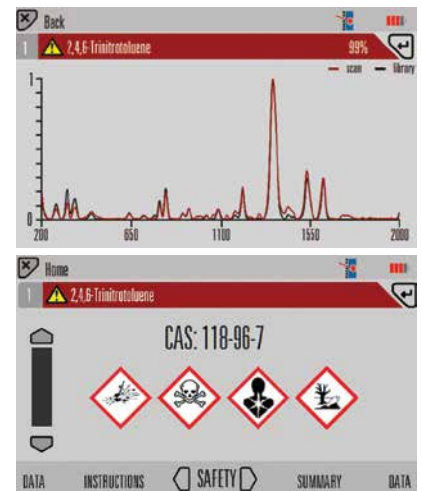 Back
1 2,4,6-Trinitrotoluene 99%
scan library
1
0
200 650 1100 1550 2000
Home
1 2,4,6-Trinitrotoluene
CAS: 118-96-7
DATA INSTRUCTIONS SAFETY SUMMARY DATA